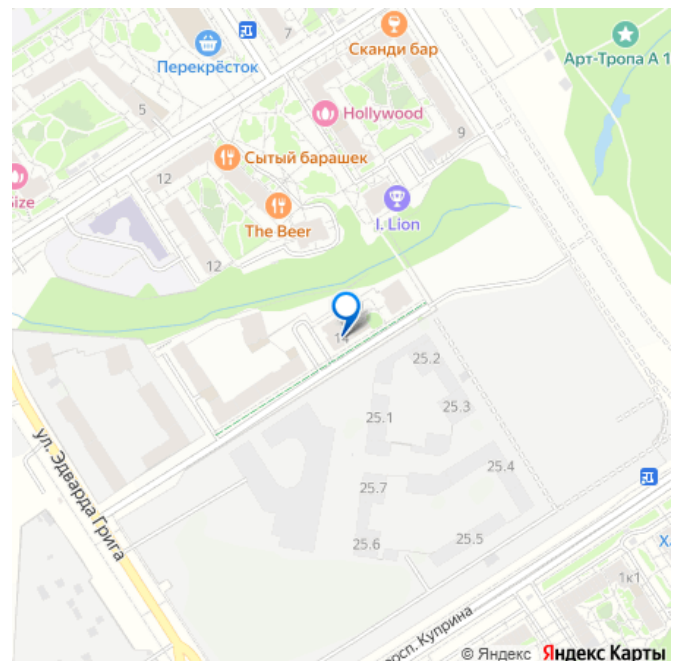 Сканди бар
7
Перекрёсток
Арт-Тропа А 1
5
Hollywood
9
Сытый барашек
12
Size
The Beer
I. Lion
12
14
25.2
25.3
25.1
ул. Эдварда Грига
25.4
25.7
25.5
25.6
Х
1к1
просп. Куприна
© Яндекс Яндекс Карты